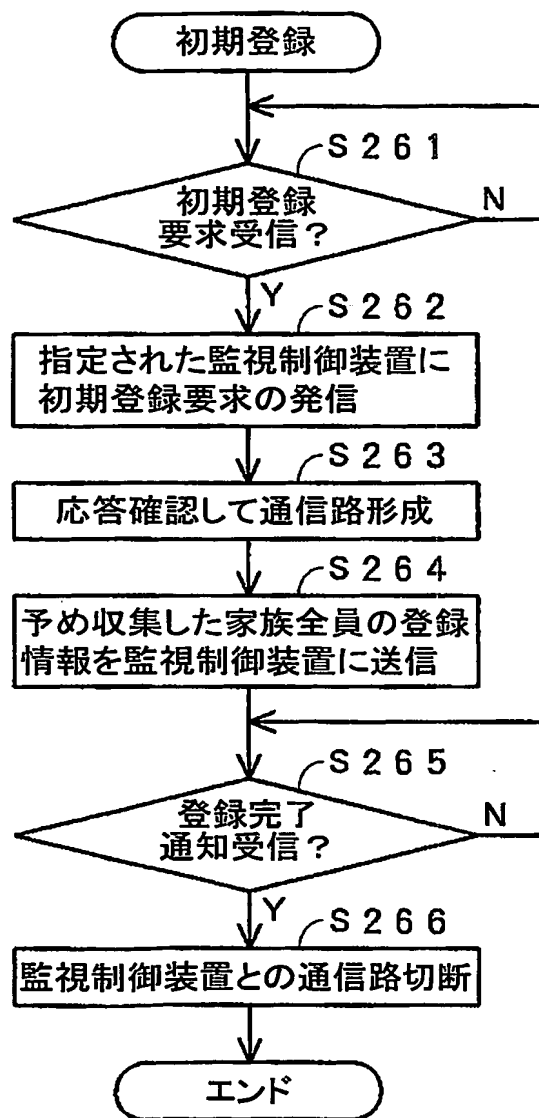 初期登録
S261
初期登録
要求受信？
N
Y
S262
指定された監視制御装置に
初期登録要求の発信
S263
応答確認して通信路形成
S264
予め収集した家族全員の登録
情報を監視制御装置に送信
S265
登録完了
通知受信？
N
Y
S266
監視制御装置との通信路切断
エンド